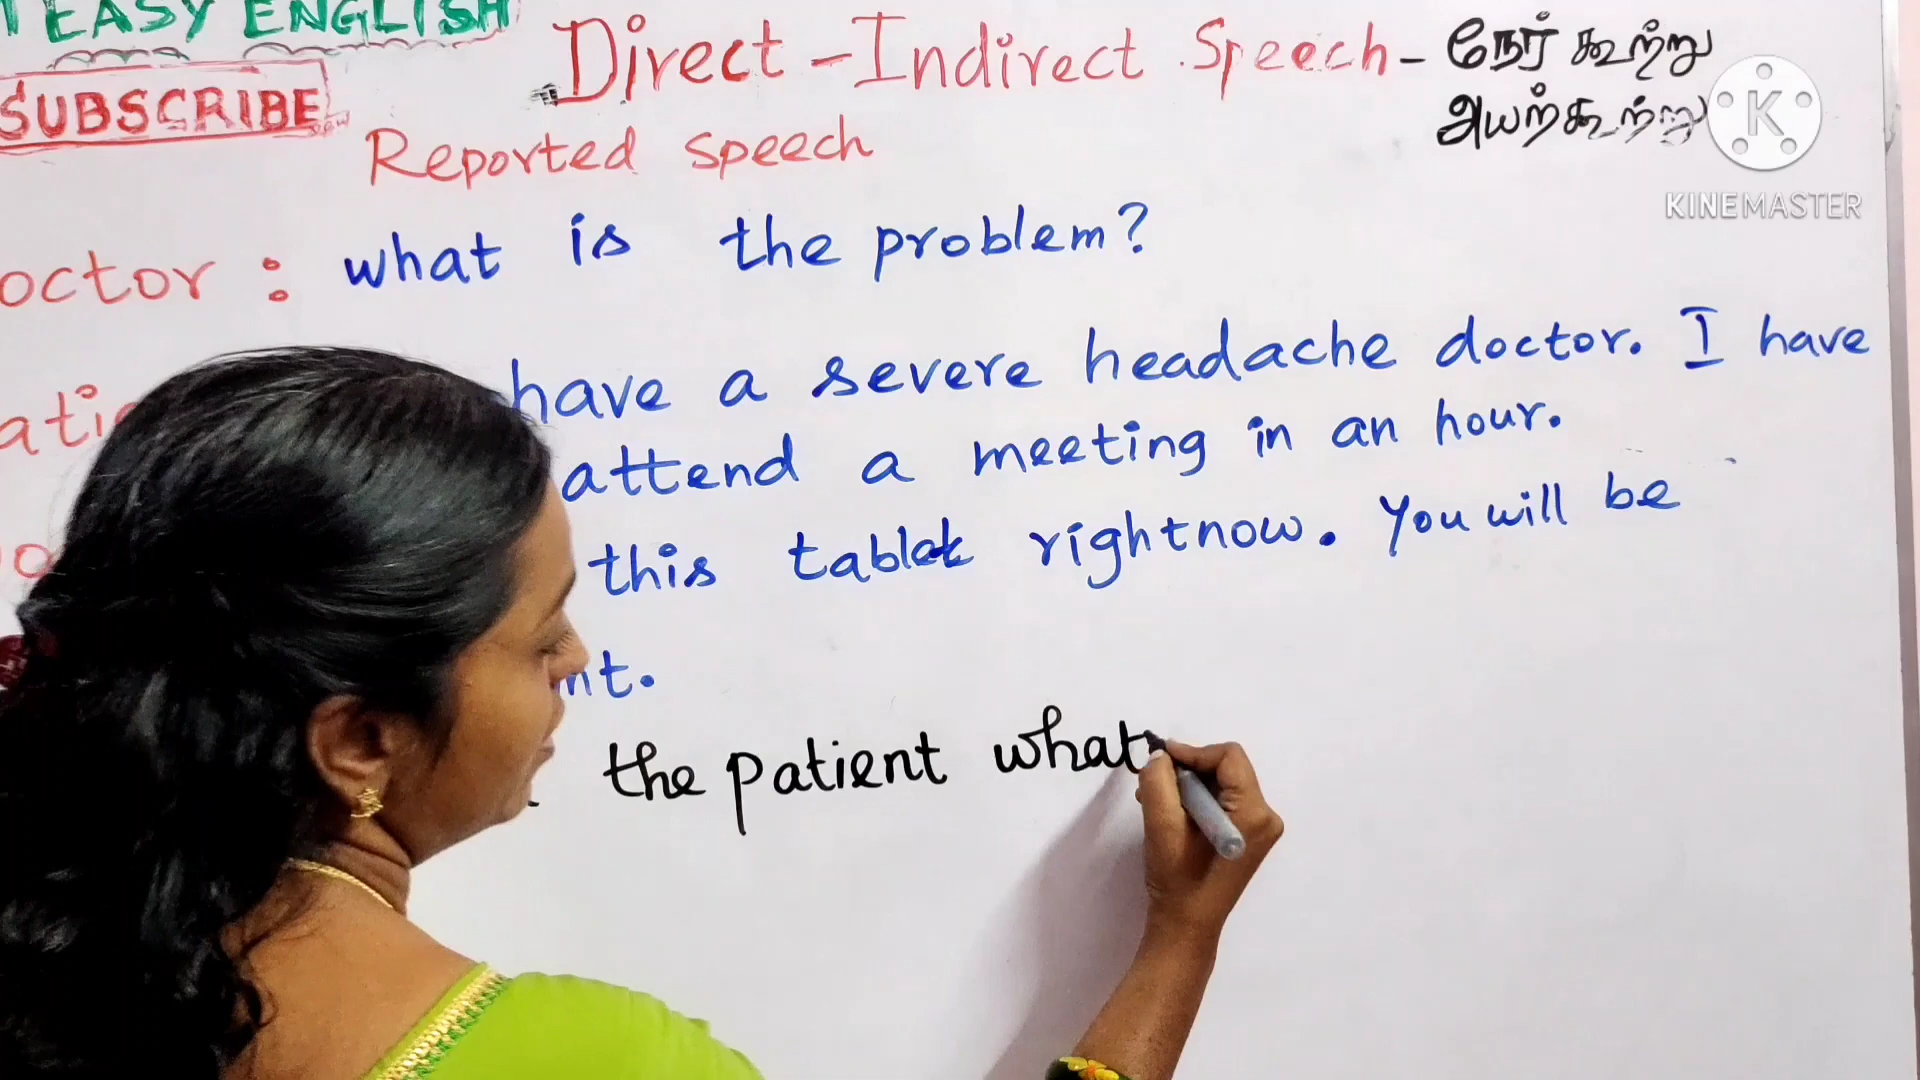 EASY ENGLISH
SUBSCRIBE
Direct - Indirect Speech - நேர் கூற்று
அயற்கூற்று
Reported speech
KINEMASTER
octor : what is the problem?
have a severe headache doctor. I have
attend a meeting in an hour.
this tablet rightnow. You will be
nt.
the patient what